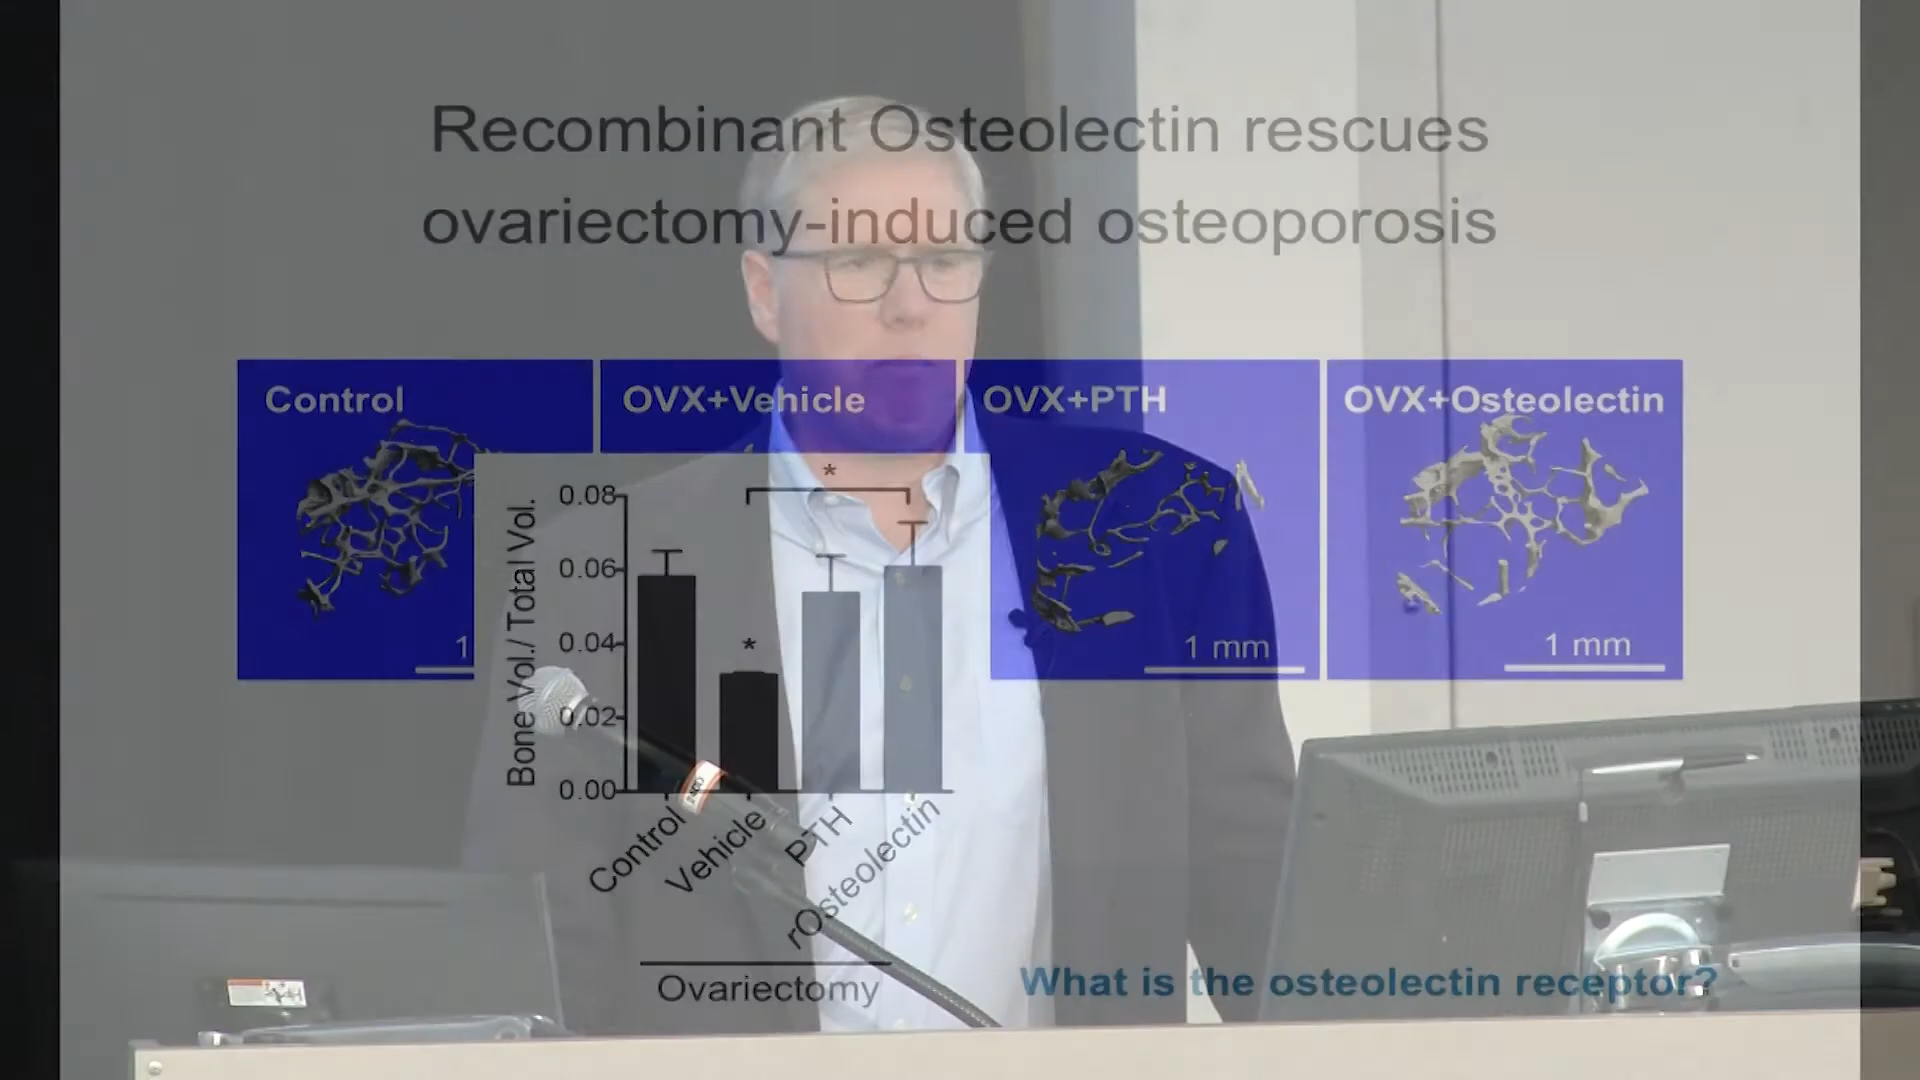 Recombinant Osteolectin rescues
ovariectomy-induced osteoporosis
Control
OVX+Vehicle
OVX+PTH
OVX+Osteolectin
1
1 mm
1 mm
Bone Vol./ Total Vol.
0.08
0.06
0.04
0.02
0.00
*
*
Control
Vehicle
PTH
rOsteolectin
Ovariectomy
What is the osteolectin receptor?